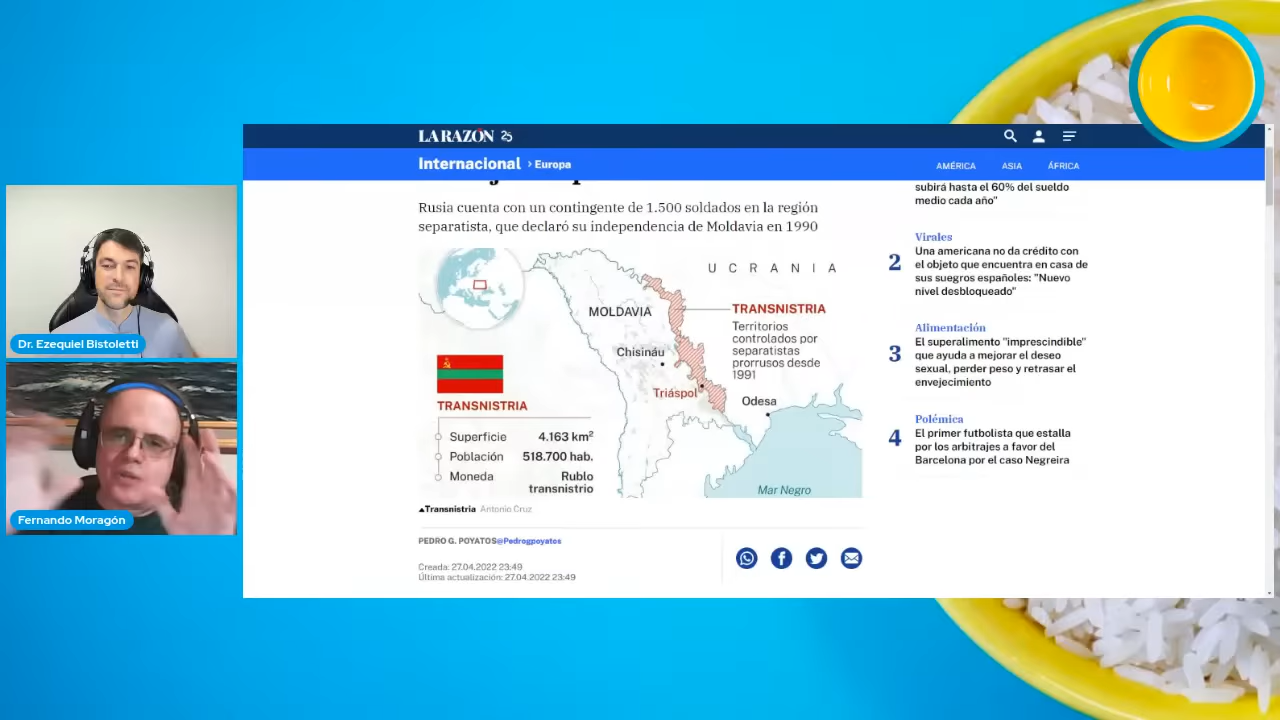 LA RAZÓN 25
Internacional › Europa
AMÉRICA ASIA ÁFRICA
Rusia cuenta con un contingente de 1.500 soldados en la región
separatista, que declaró su independencia de Moldavia en 1990
UCRANIA
MOLDAVIA
TRANSNISTRIA
Territorios
controlados por
separatistas
prorrusos desde
1991
Chisináu
Triáspol
Odesa
Mar Negro
TRANSNISTRIA
Superficie 4.163 km²
Población 518.700 hab.
Moneda Rublo
transnistrio
▲Transnistria Antonio Cruz
PEDRO G. POYATOS@Pedrogpoyatos
Creada: 27.04.2022 23:49
Última actualización: 27.04.2022 23:49
subirá hasta el 60% del sueldo
medio cada año"
2
Virales
Una americana no da crédito con
el objeto que encuentra en casa de
sus suegros españoles: "Nuevo
nivel desbloqueado"
3
Alimentación
El superalimento "imprescindible"
que ayuda a mejorar el deseo
sexual, perder peso y retrasar el
envejecimiento
4
Polémica
El primer futbolista que estalla
por los arbitrajes a favor del
Barcelona por el caso Negreira
Dr. Ezequiel Bistoletti
Fernando Moragón